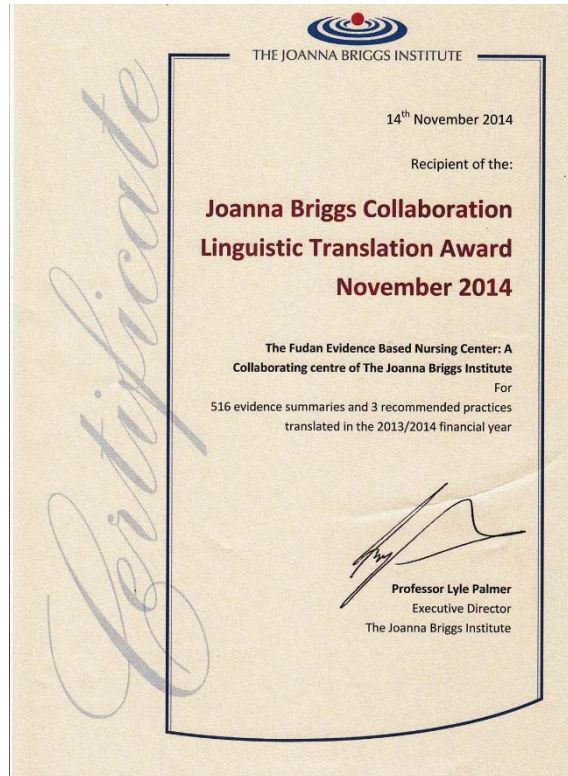 THE JOANNA BRIGGS INSTITUTE
Certificate
14th November 2014
Recipient of the:
Joanna Briggs Collaboration
Linguistic Translation Award
November 2014
The Fudan Evidence Based Nursing Center: A
Collaborating centre of The Joanna Briggs Institute
For
516 evidence summaries and 3 recommended practices
translated in the 2013/2014 financial year
Professor Lyle Palmer
Executive Director
The Joanna Briggs Institute